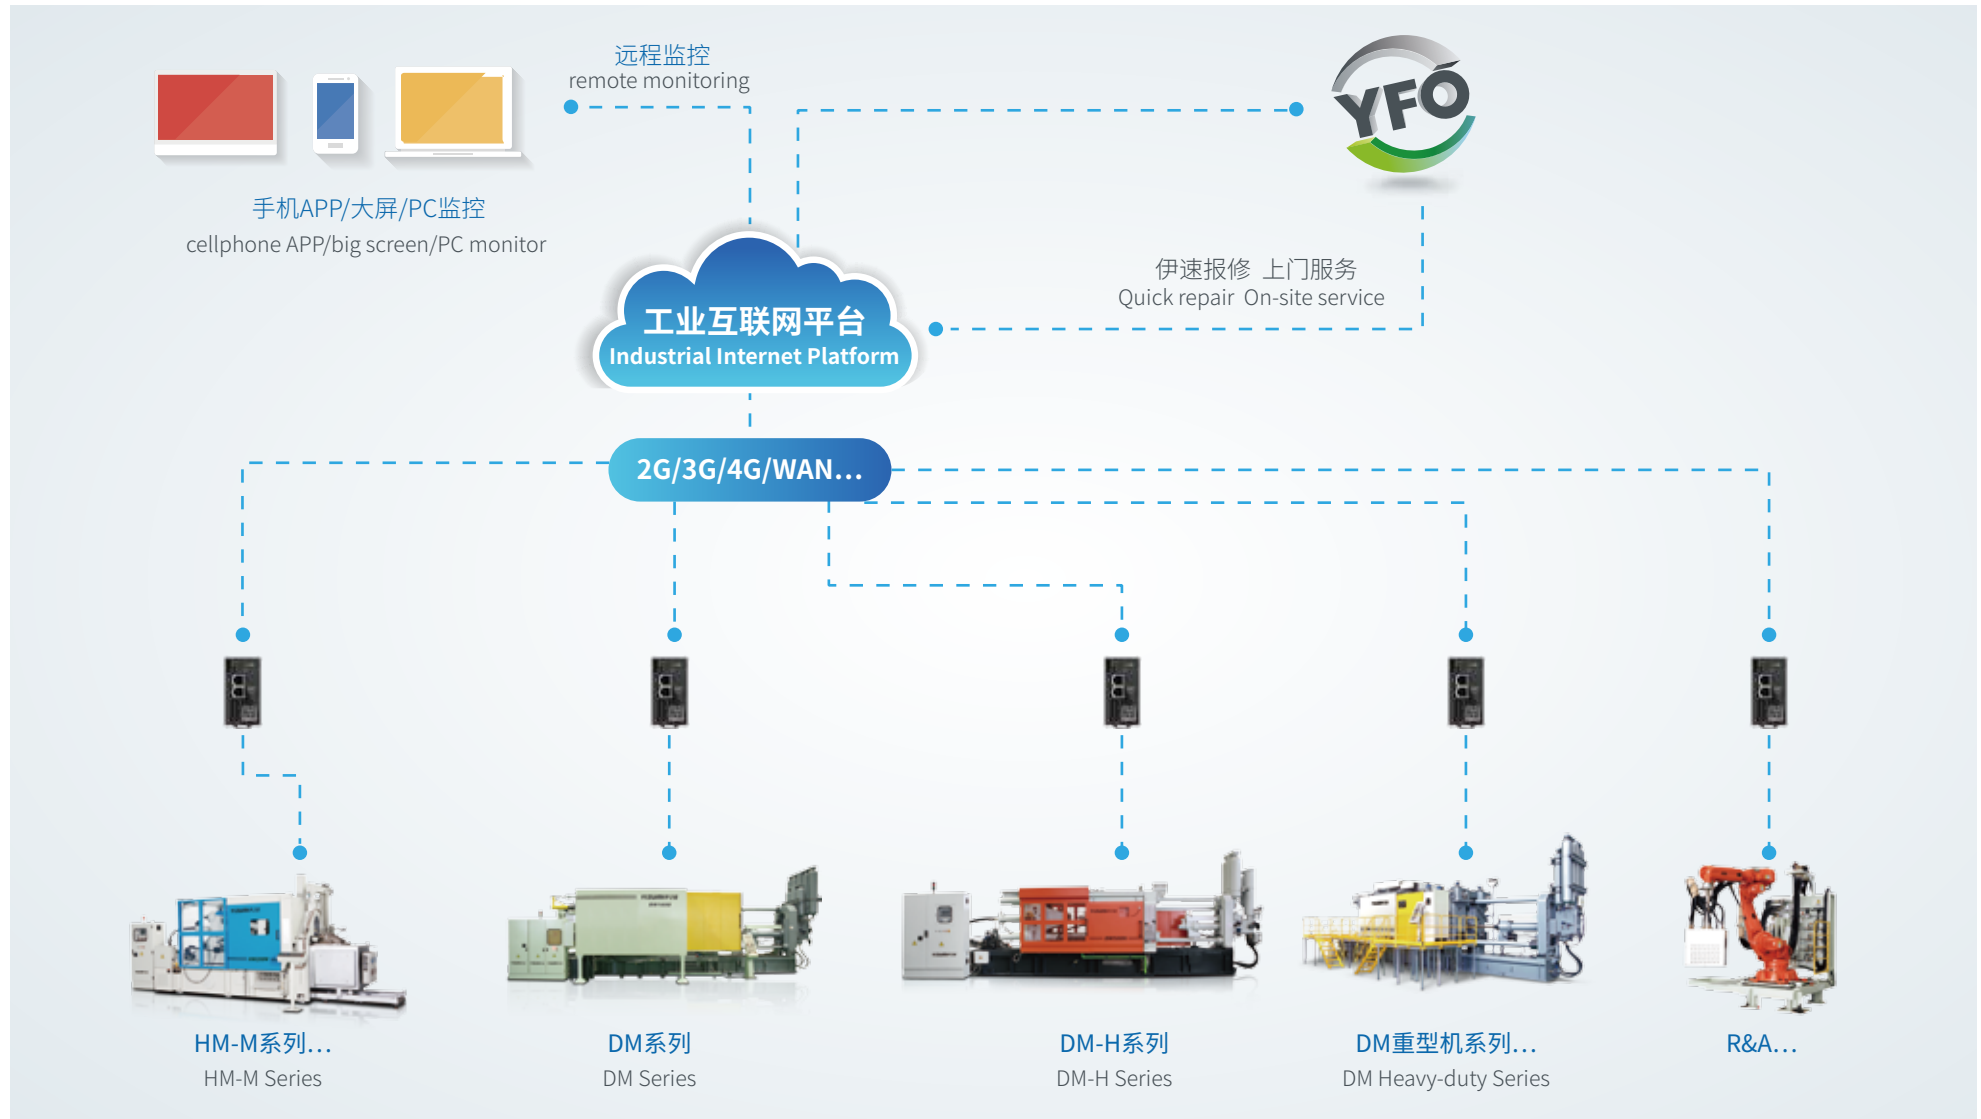 远程监控
remote monitoring
YFO
手机APP/大屏/PC监控
cellphone APP/big screen/PC monitor
伊速报修 上门服务
Quick repair On-site service
工业互联网平台
Industrial Internet Platform
2G/3G/4G/WAN…
HM-M系列…
HM-M Series
DM系列
DM Series
DM-H系列
DM-H Series
DM重型机系列…
DM Heavy-duty Series
R&A…